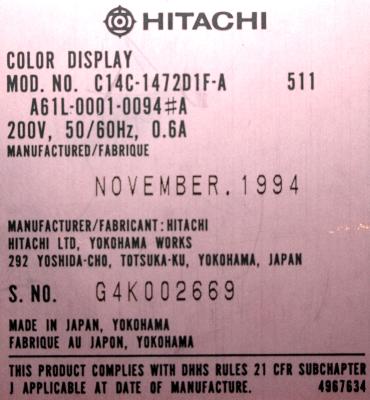 HITACHI
COLOR DISPLAY
MOD. NO. C14C-1472D1F-A 511
A61L-0001-0094#A
200V, 50/60Hz, 0.6A
MANUFACTURED/FABRIQUE
NOVEMBER.1994
MANUFACTURER/FABRICANT:HITACHI
HITACHI LTD, YOKOHAMA WORKS
292 YOSHIDA-CHO, TOTSUKA-KU, YOKOHAMA, JAPAN
S. NO. G4K002669
MADE IN JAPAN, YOKOHAMA
FABRIQUE AU JAPON, YOKOHAMA
THIS PRODUCT COMPLIES WITH DHHS RULES 21 CFR SUBCHAPTER
J APPLICABLE AT DATE OF MANUFACTURE. 4967634